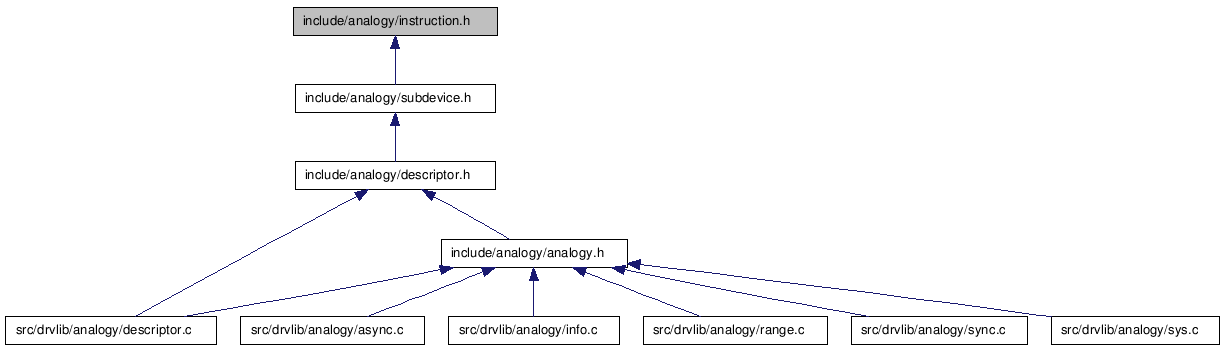 include/analogy/instruction.h
include/analogy/subdevice.h
include/analogy/descriptor.h
include/analogy/analogy.h
src/drvlib/analogy/descriptor.c
src/drvlib/analogy/async.c
src/drvlib/analogy/info.c
src/drvlib/analogy/range.c
src/drvlib/analogy/sync.c
src/drvlib/analogy/sys.c